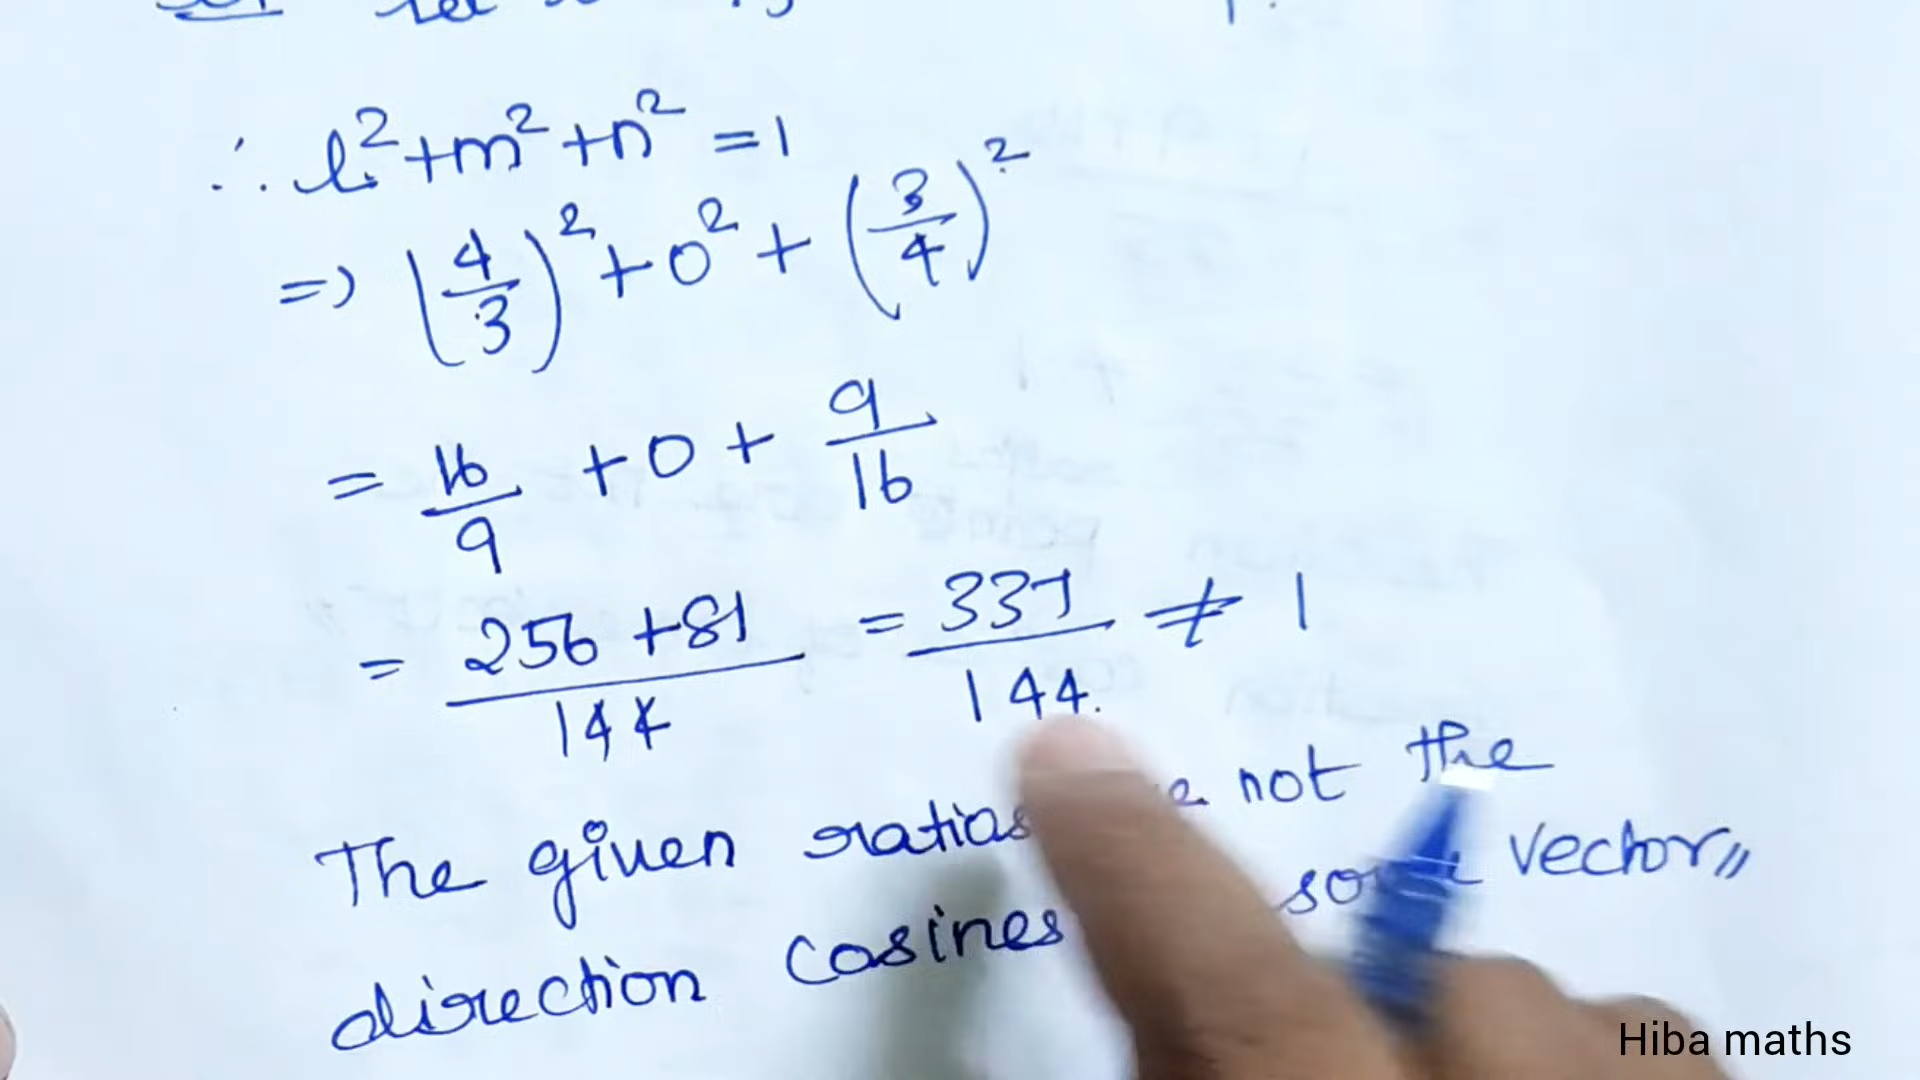 ∴ l²+m²+n² = 1
=> (4/3)² + 0² + (3/4)²
= 16/9 + 0 + 9/16
= 256 + 81/144 = 337/144 ≠ 1
The given ratios not the
direction cosines vector,,
Hiba maths